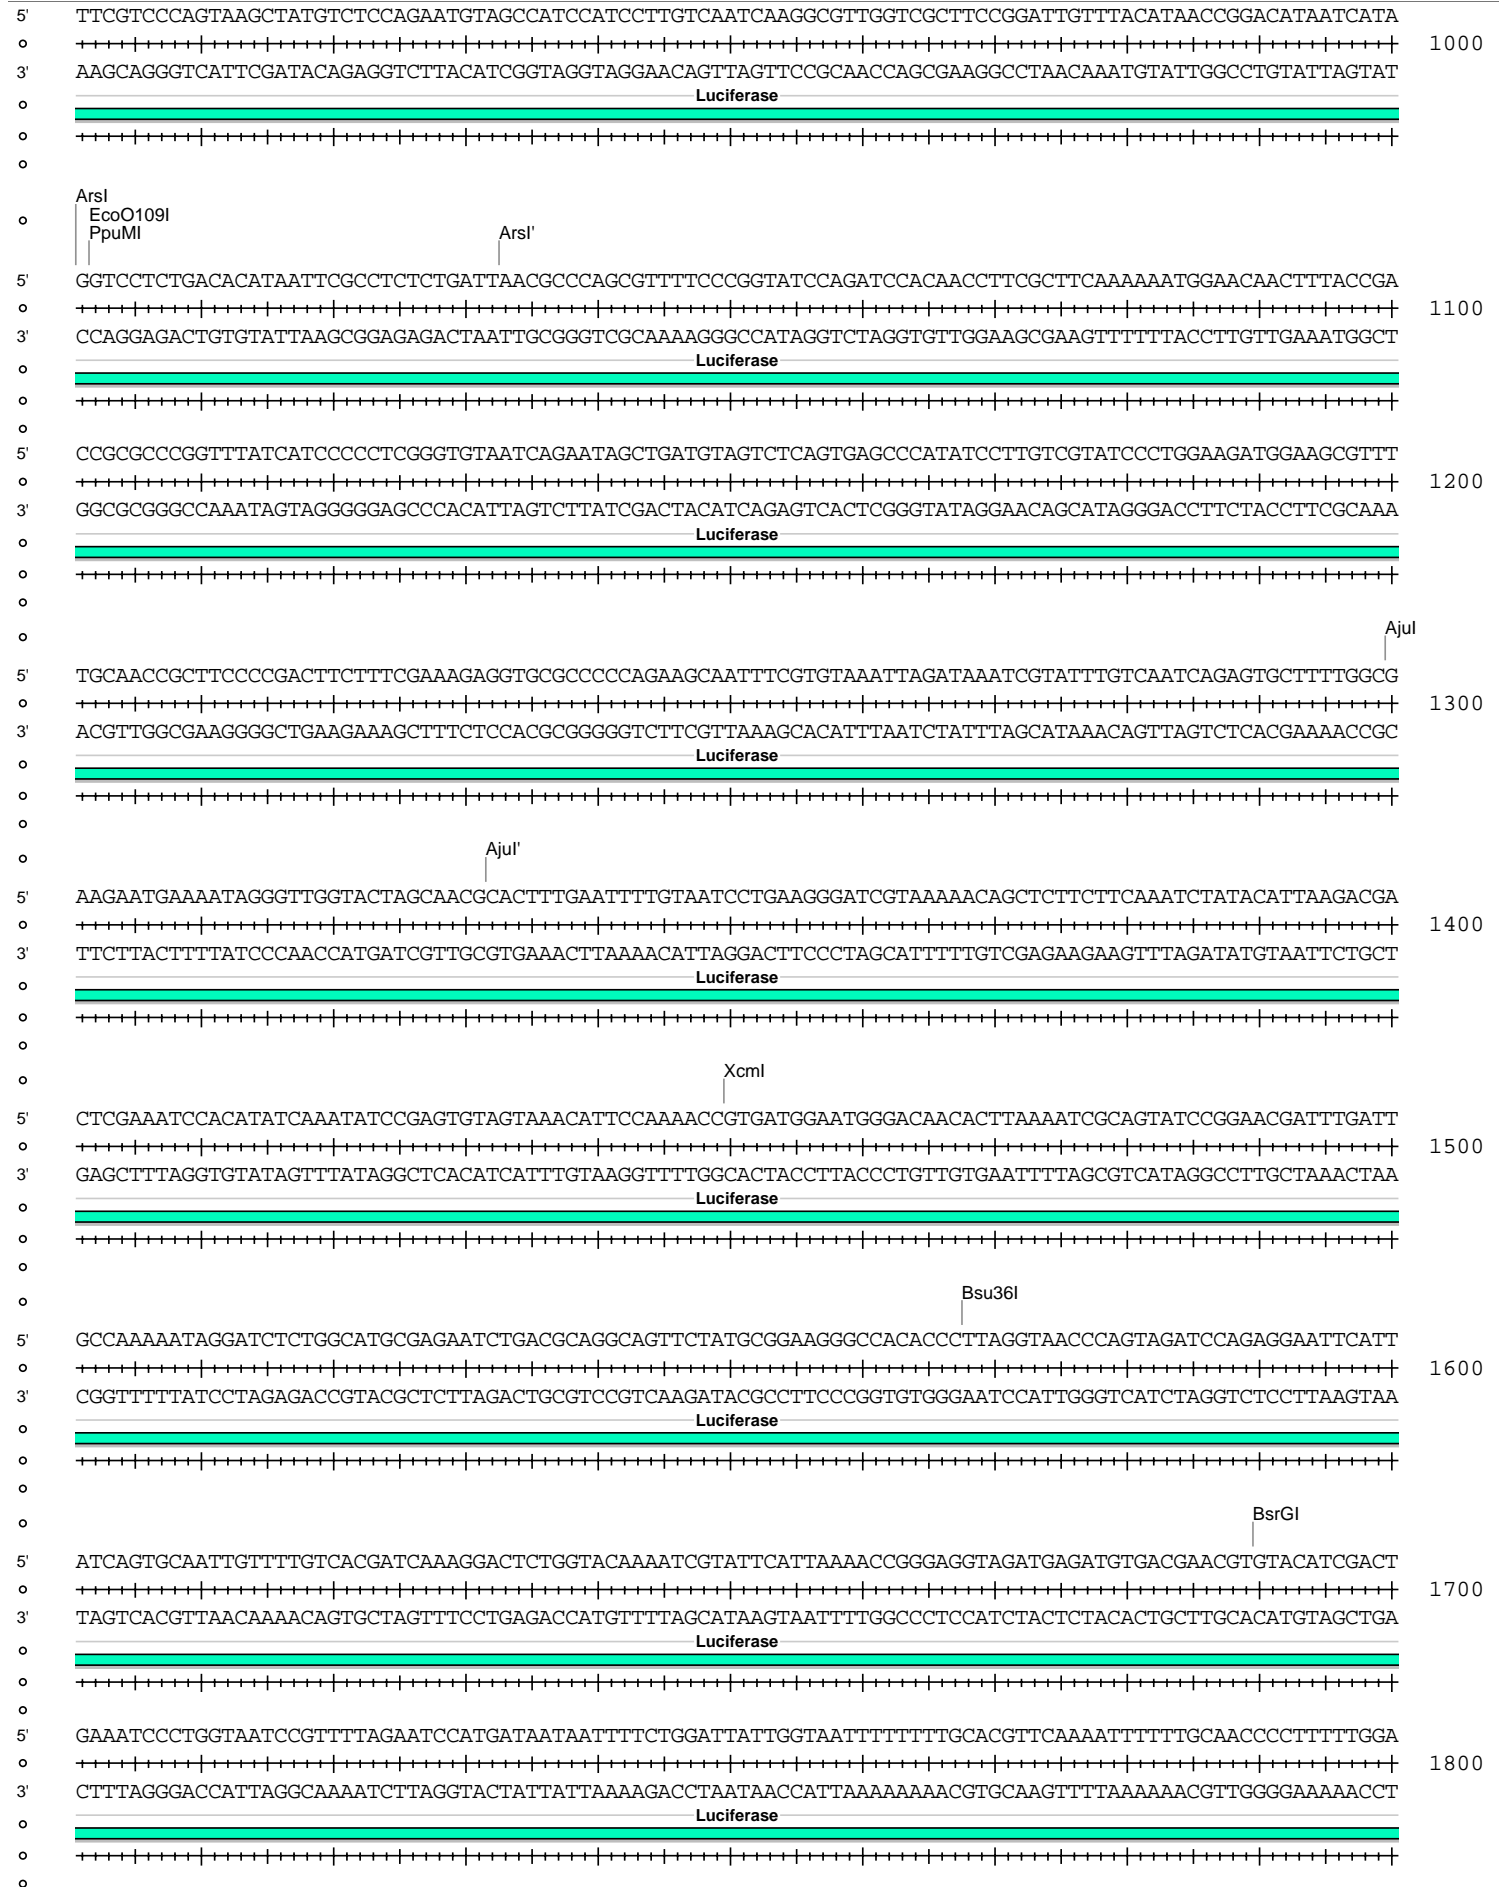 5' TTCGTCCCAGTAAGCTATGTCTCCAGAATGTAGCCATCCATCCTTGTCAATCAAGGCGTTGGTCGCTTCCGGATTGTTTACATAACCGGACATAATCATA
1000
3' AAGCAGGGTCATTCGATACAGAGGTCTTACATCGGTAGGTAGGAACAGTTAGTTCCGCAACCAGCGAAGGCCTAACAAATGTATTGGCCTGTATTAGTAT
Luciferase
ArsI
EcoO109I
PpuMI ArsI'
5' GGTCCTCTGACACATAATTCGCCTCTCTGATTAACGCCCAGCGTTTTCCCGGTATCCAGATCCACAACCTTCGCTTCAAAAAATGGAACAACTTTACCGA
1100
3' CCAGGAGACTGTGTATTAAGCGGAGAGACTAATTGCGGGTCGCAAAAGGGCCATAGGTCTAGGTGTTGGAAGCGAAGTTTTTTACCTTGTTGAAATGGCT
Luciferase
5' CCGCGCCCGGTTTATCATCCCCCTCGGGTGTAATCAGAATAGCTGATGTAGTCTCAGTGAGCCCATATCCTTGTCGTATCCCTGGAAGATGGAAGCGTTT
1200
3' GGCGCGGGCCAAATAGTAGGGGGAGCCCACATTAGTCTTATCGACTACATCAGAGTCACTCGGGTATAGGAACAGCATAGGGACCTTCTACCTTCGCAAA
Luciferase
AjuI
5' TGCAACCGCTTCCCCGACTTCTTTCGAAAGAGGTGCGCCCCCAGAAGCAATTTCGTGTAAATTAGATAAATCGTATTTGTCAATCAGAGTGCTTTTGGCG
1300
3' ACGTTGGCGAAGGGGCTGAAGAAAGCTTTCTCCACGCGGGGGTCTTCGTTAAAGCACATTTAATCTATTTAGCATAAACAGTTAGTCTCACGAAAACCGC
Luciferase
AjuI'
5' AAGAATGAAAATAGGGTTGGTACTAGCAACGCACTTTGAATTTTGTAATCCTGAAGGGATCGTAAAAACAGCTCTTCTTCAAATCTATACATTAAGACGA
1400
3' TTCTTACTTTTATCCCAACCATGATCGTTGCGTGAAACTTAAAACATTAGGACTTCCCTAGCATTTTTGTCGAGAAGAAGTTTAGATATGTAATTCTGCT
Luciferase
XcmI
5' CTCGAAATCCACATATCAAATATCCGAGTGTAGTAAACATTCCAAAACCGTGATGGAATGGGACAACACTTAAAATCGCAGTATCCGGAACGATTTGATT
1500
3' GAGCTTTAGGTGTATAGTTTATAGGCTCACATCATTTGTAAGGTTTTGGCACTACCTTACCCTGTTGTGAATTTTAGCGTCATAGGCCTTGCTAAACTAA
Luciferase
Bsu36I
5' GCCAAAAATAGGATCTCTGGCATGCGAGAATCTGACGCAGGCAGTTCTATGCGGAAGGGCCACACCCTTAGGTAACCCAGTAGATCCAGAGGAATTCATT
1600
3' CGGTTTTTATCCTAGAGACCGTACGCTCTTAGACTGCGTCCGTCAAGATACGCCTTCCCGGTGTGGGAATCCATTGGGTCATCTAGGTCTCCTTAAGTAA
Luciferase
BsrGI
5' ATCAGTGCAATTGTTTTGTCACGATCAAAGGACTCTGGTACAAAATCGTATTCATTAAAACCGGGAGGTAGATGAGATGTGACGAACGTGTACATCGACT
1700
3' TAGTCACGTTAACAAAACAGTGCTAGTTTCCTGAGACCATGTTTTAGCATAAGTAATTTTGGCCCTCCATCTACTCTACACTGCTTGCACATGTAGCTGA
Luciferase
5' GAAATCCCTGGTAATCCGTTTTAGAATCCATGATAATAATTTTCTGGATTATTGGTAATTTTTTTTGCACGTTCAAAATTTTTTGCAACCCCTTTTTGGA
1800
3' CTTTAGGGACCATTAGGCAAAATCTTAGGTACTATTATTAAAAGACCTAATAACCATTAAAAAAAACGTGCAAGTTTTAAAAAACGTTGGGGAAAAACCT
Luciferase